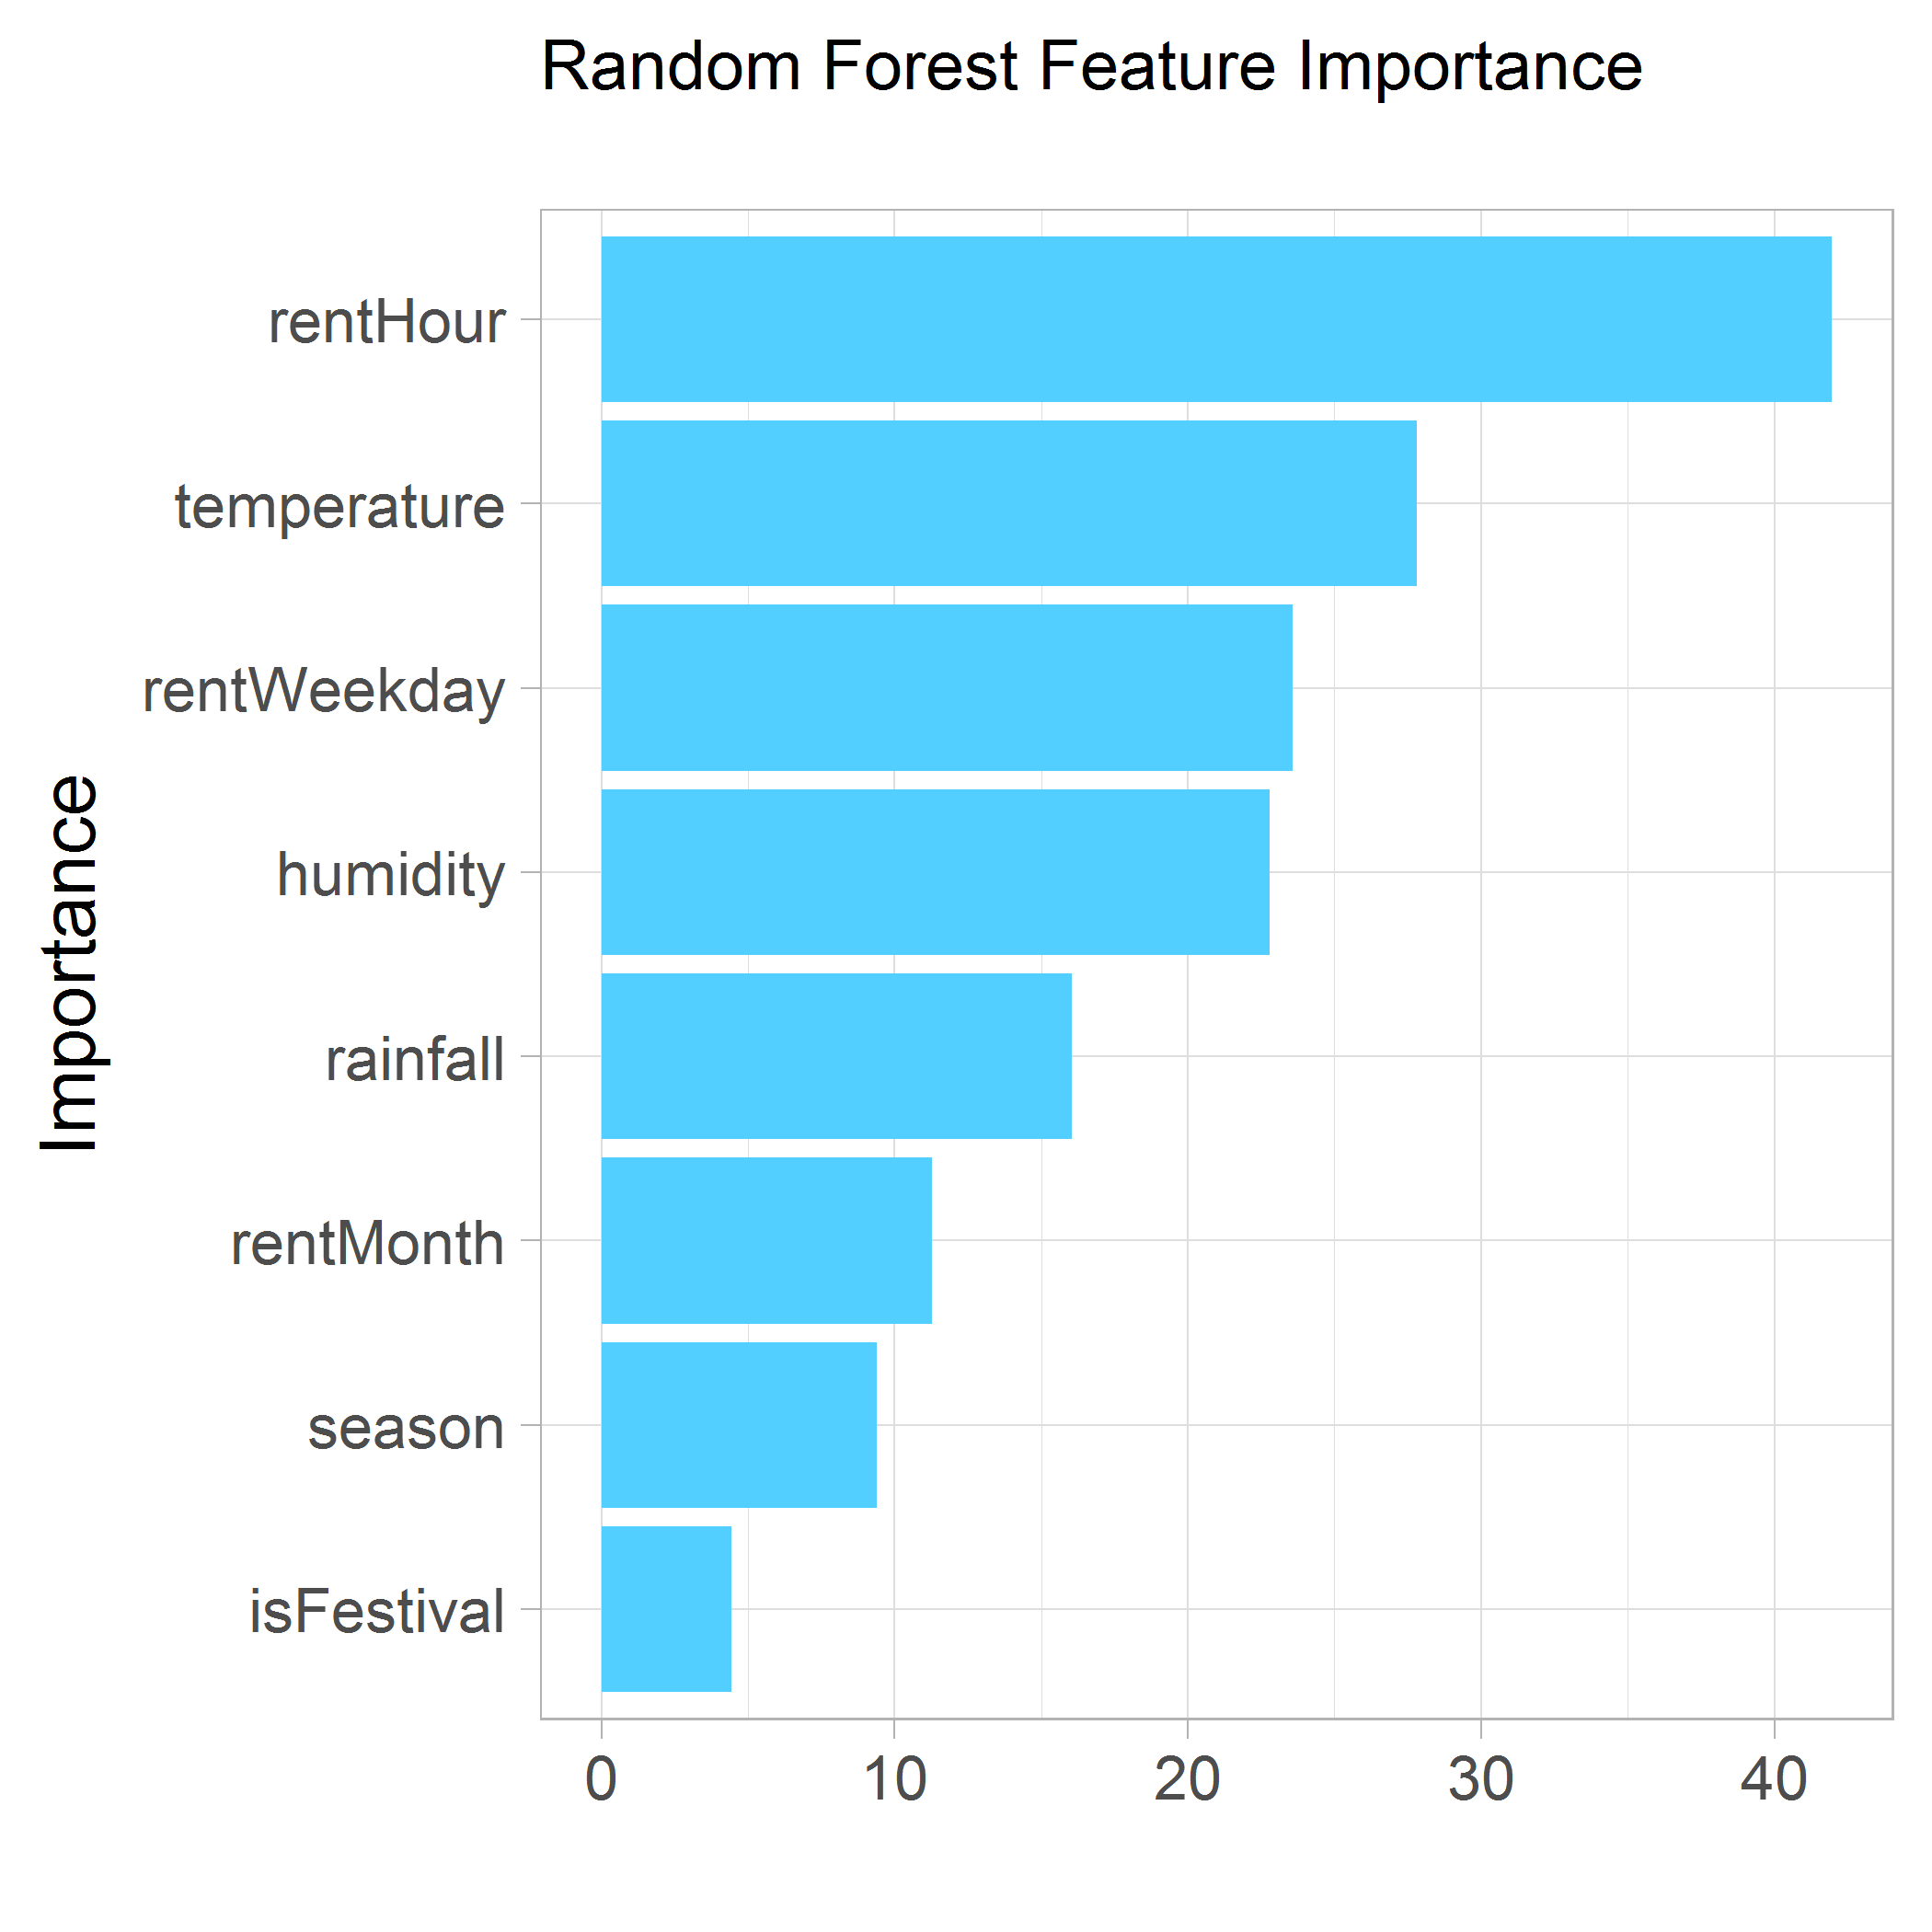 Random Forest Feature Importance
Importance
rentHour
temperature
rentWeekday
humidity
rainfall
rentMonth
season
isFestival
0 10 20 30 40